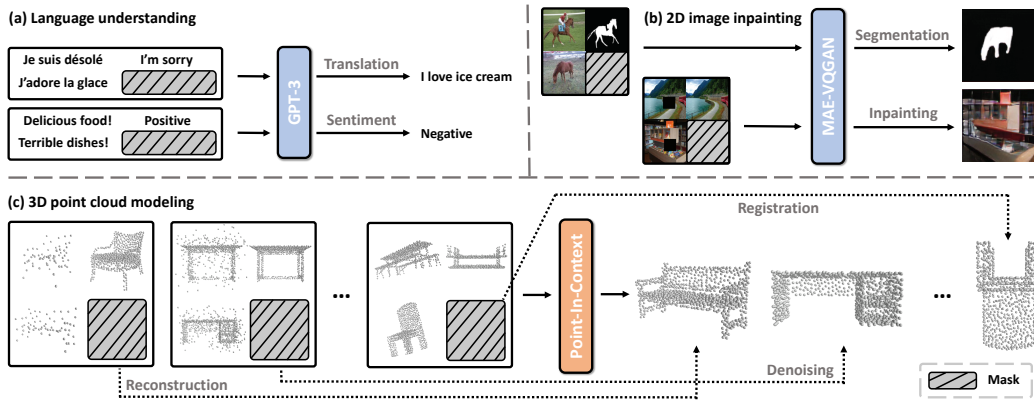 (a) Language understanding
Je suis désolé I'm sorry
J'adore la glace
Delicious food! Positive
Terrible dishes!
GPT-3
Translation
I love ice cream
Sentiment
Negative
(b) 2D image inpainting
MAE-VQGAN
Segmentation
Inpainting
(c) 3D point cloud modeling
...
Point-In-Context
Registration
...
Reconstruction
Denoising
Mask